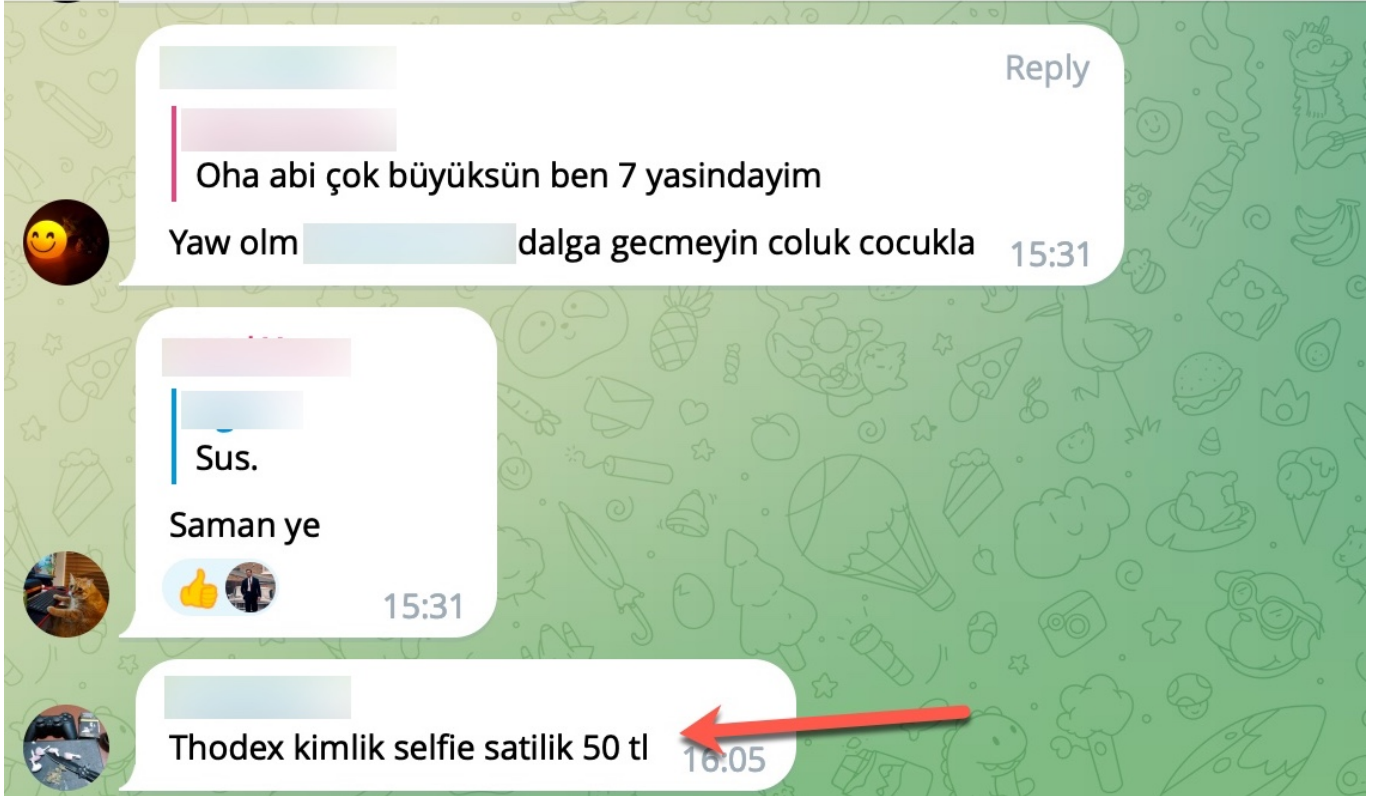 Reply
Oha abi çok büyüksün ben 7 yasindayim
Yaw olm dalga gecmeyin coluk cocukla 15:31
Sus.
Saman ye
15:31
Thodex kimlik selfie satilik 50 tl 16:05